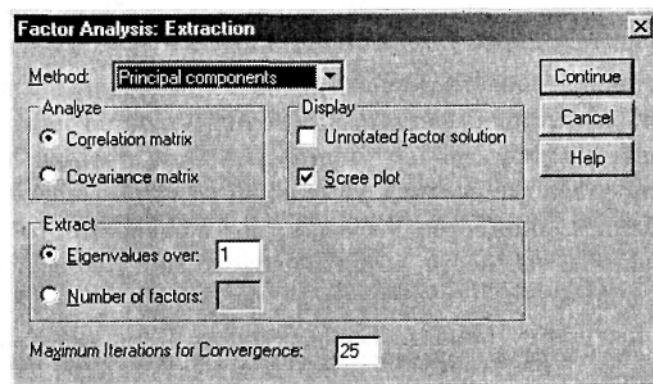 Factor Analysis: Extraction
Method: Principal components
Continue
Analyze
Display
Correlation matrix
Unrotated factor solution
Cancel
Covariance matrix
Scree plot
Help
Extract
Eigenvalues over: 1
Number of factors:
Maximum Iterations for Convergence: 25